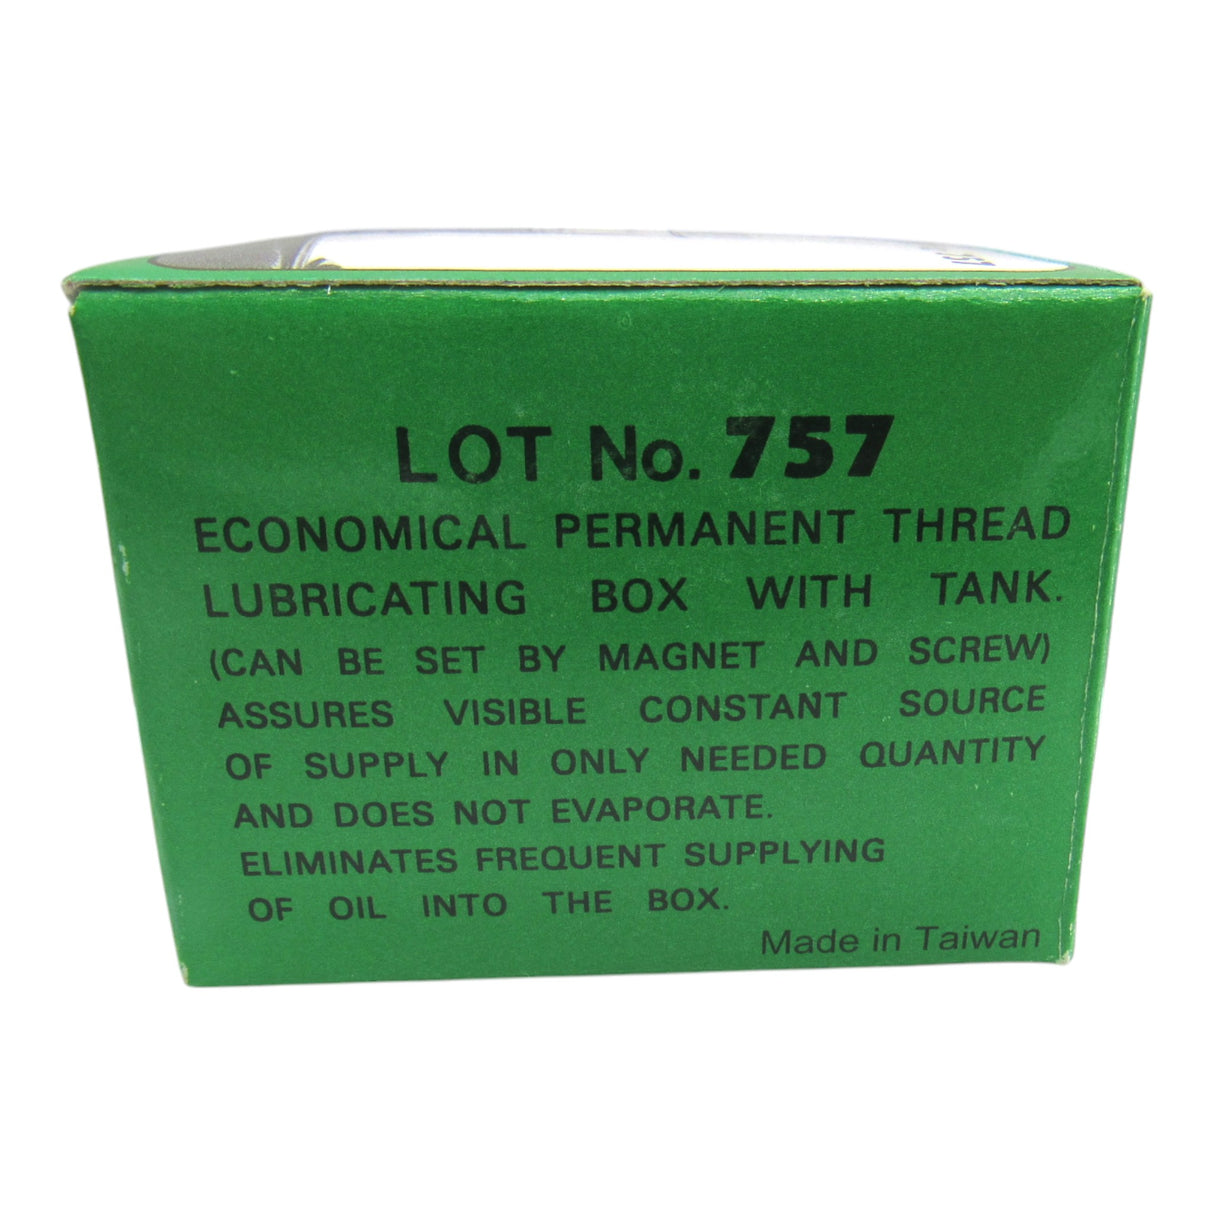 LOT No. 757
ECONOMICAL PERMANENT THREAD
LUBRICATING BOX WITH TANK.
(CAN BE SET BY MAGNET AND SCREW)
ASSURES VISIBLE CONSTANT SOURCE
OF SUPPLY IN ONLY NEEDED QUANTITY
AND DOES NOT EVAPORATE.
ELIMINATES FREQUENT SUPPLYING
OF OIL INTO THE BOX.
Made in Taiwan